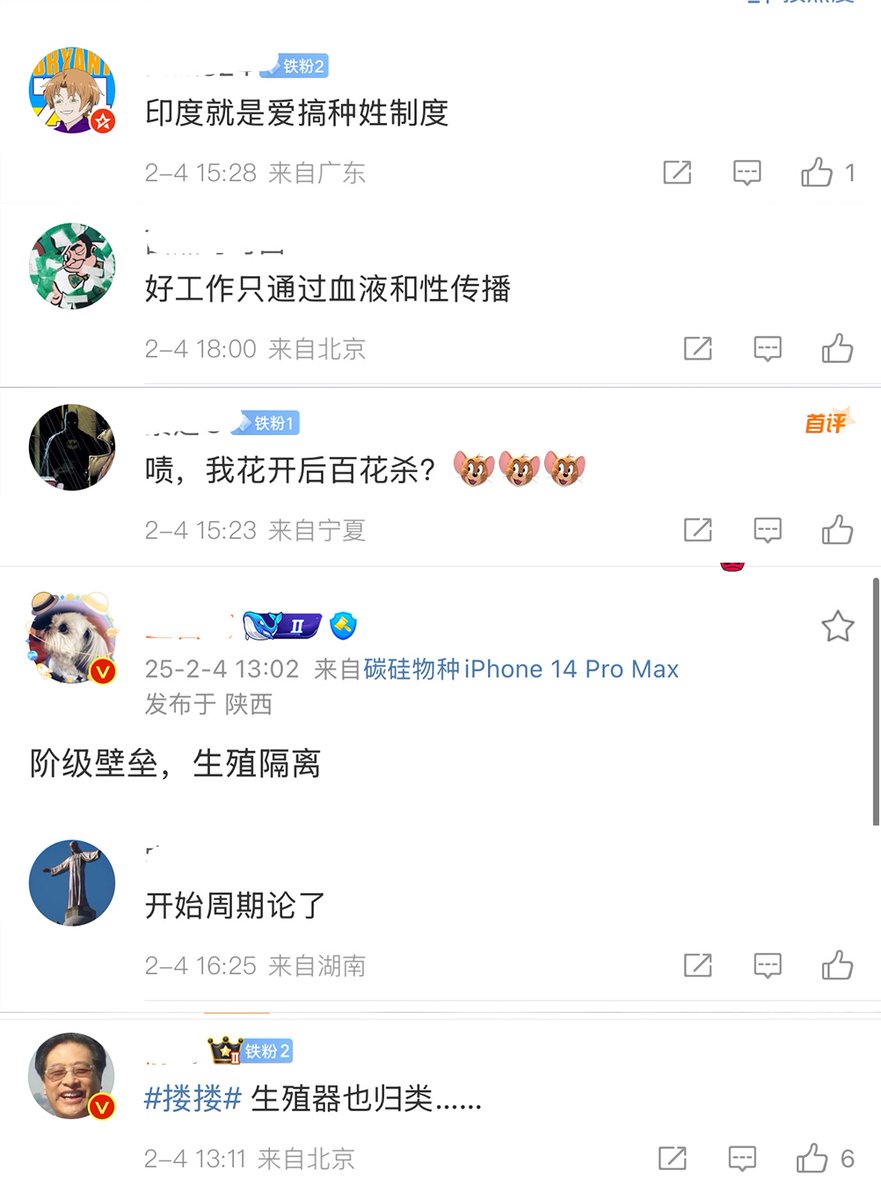 铁粉2
印度就是爱搞种姓制度
2-4 15:28 来自广东
1
好工作只通过血液和性传播
2-4 18:00 来自北京
铁粉1
首评
啧，我花开后百花杀？
2-4 15:23 来自宁夏
II
25-2-4 13:02 来自碳硅物种iPhone 14 Pro Max
发布于 陕西
阶级壁垒，生殖隔离
开始周期论了
2-4 16:25 来自湖南
II 铁粉2
#搂搂# 生殖器也归类......
2-4 13:11 来自北京
6